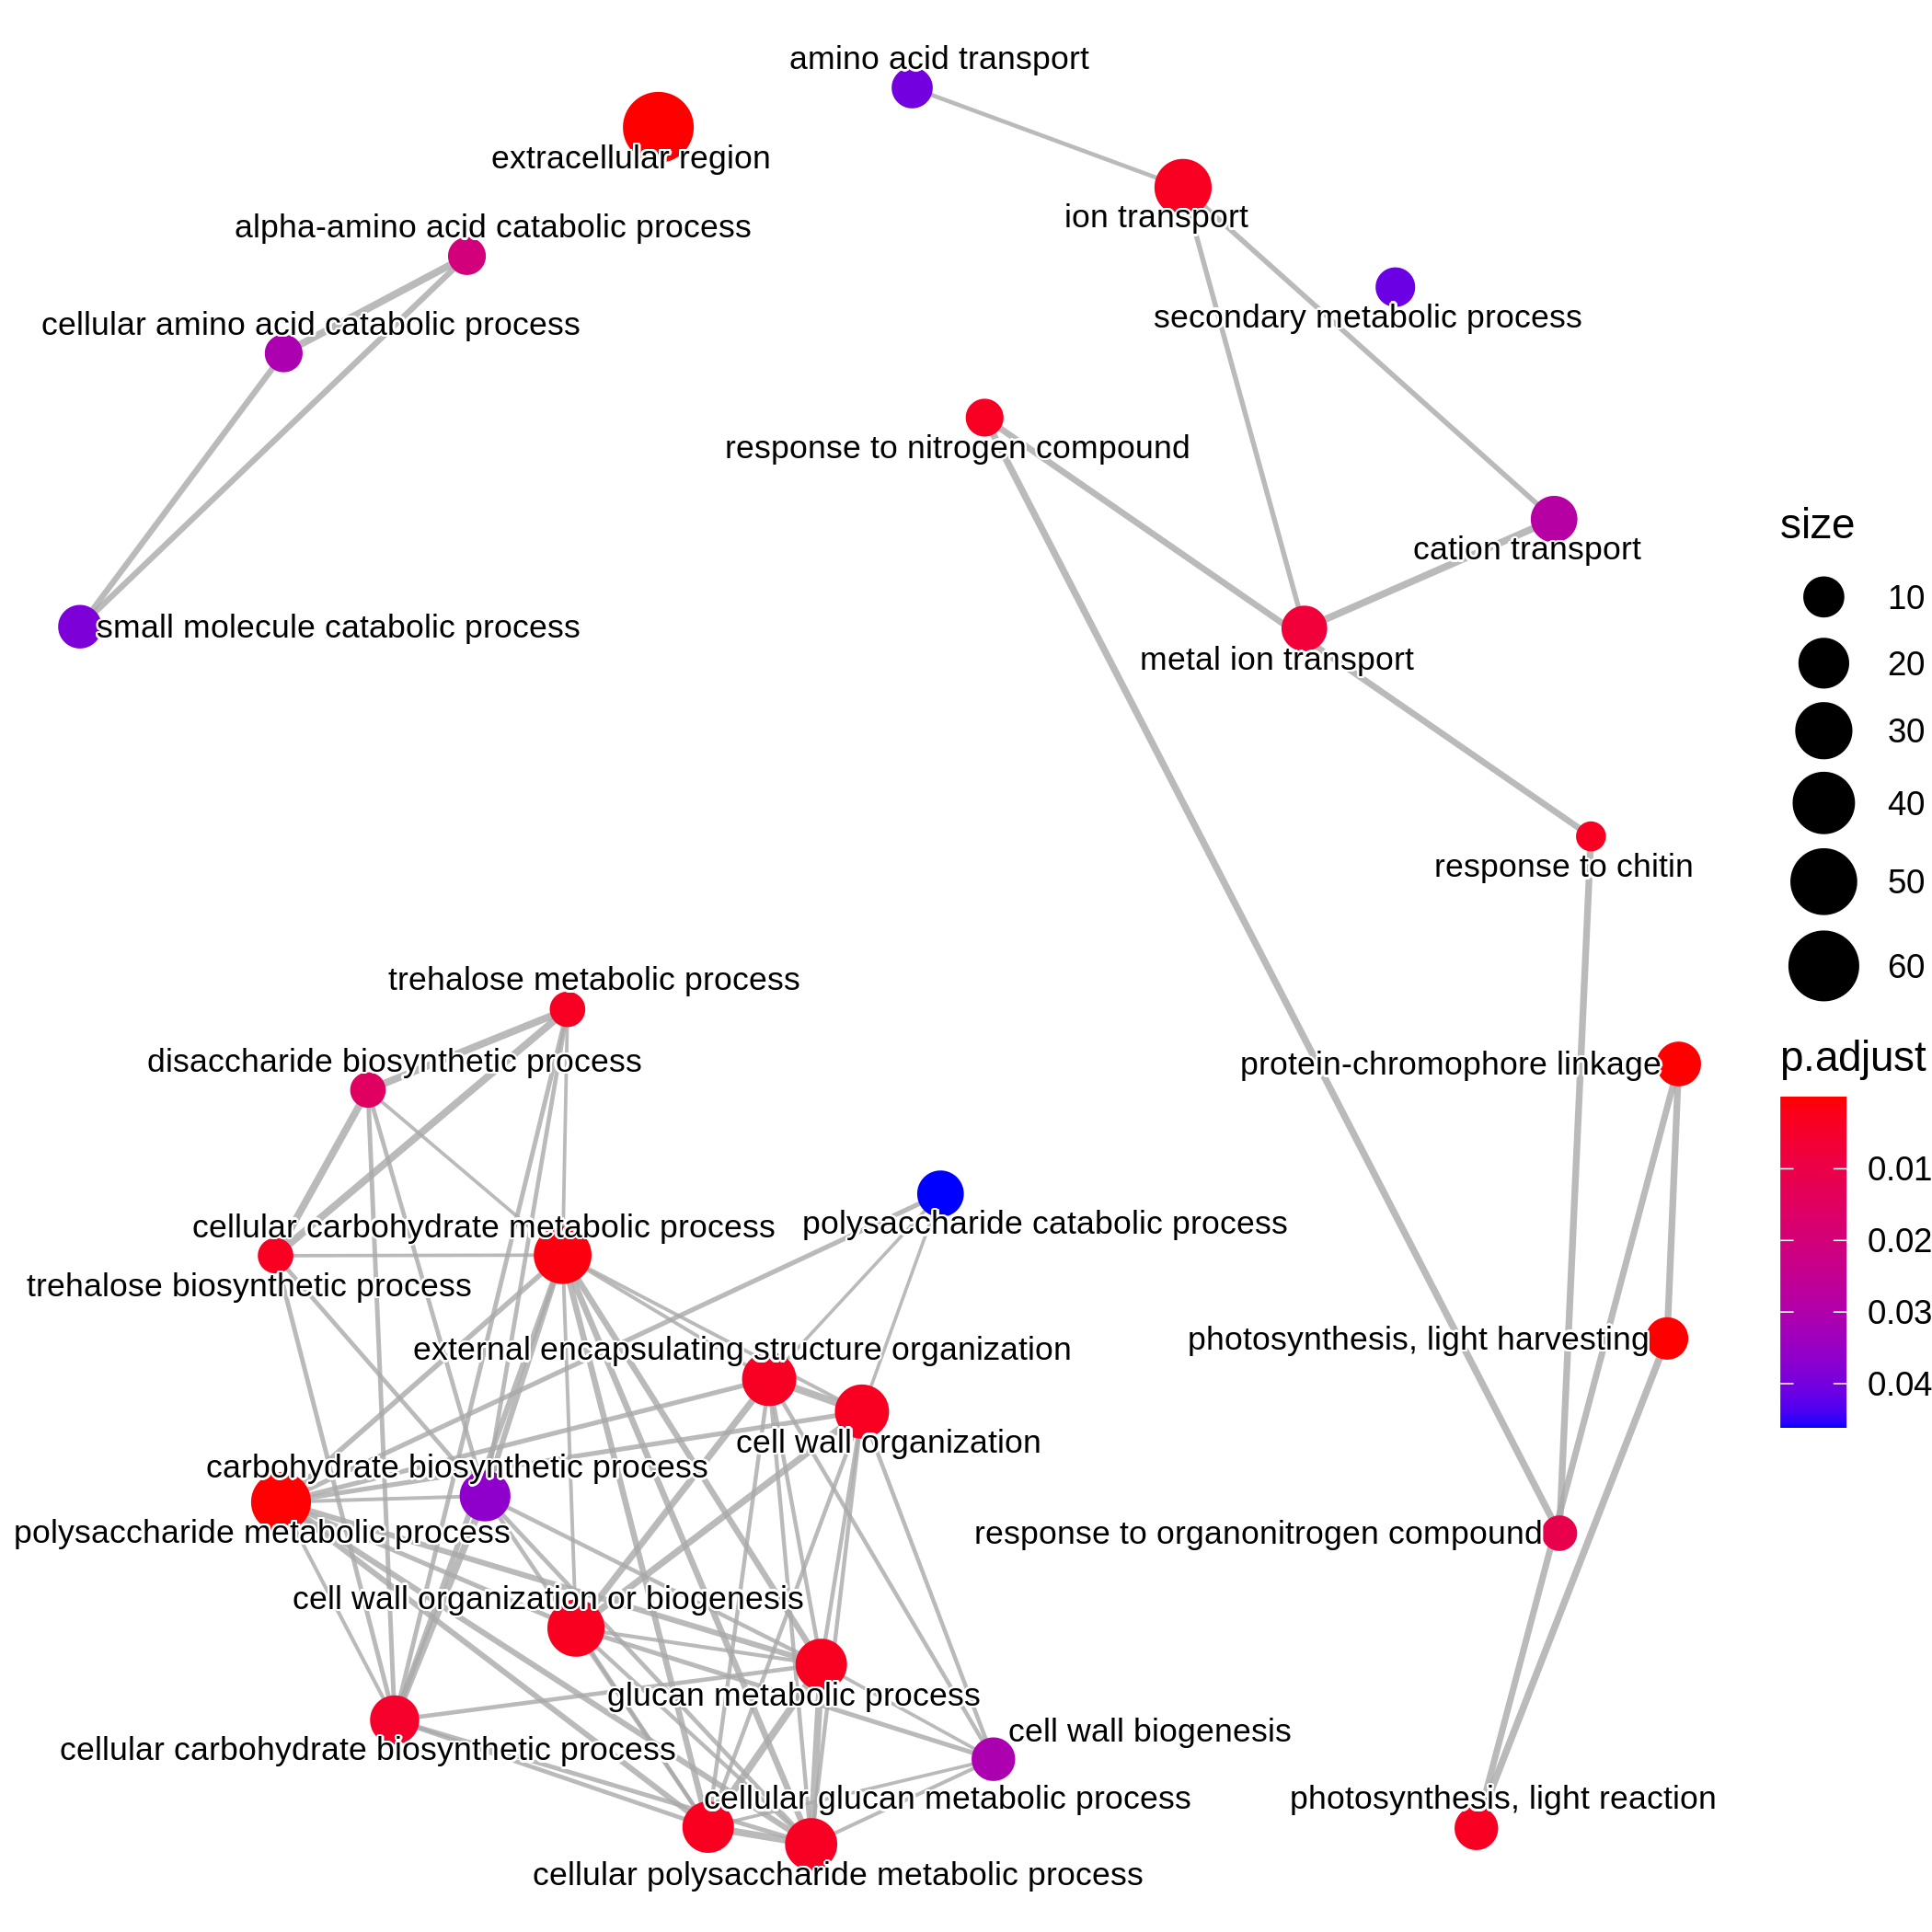 amino acid transport
extracellular region
ion transport
alpha-amino acid catabolic process
secondary metabolic process
cellular amino acid catabolic process
response to nitrogen compound
cation transport
small molecule catabolic process
metal ion transport
response to chitin
size
10
20
30
40
50
60
trehalose metabolic process
disaccharide biosynthetic process
protein-chromophore linkage
p.adjust
0.01
0.02
0.03
0.04
cellular carbohydrate metabolic process
polysaccharide catabolic process
trehalose biosynthetic process
external encapsulating structure organization
photosynthesis, light harvesting
cell wall organization
carbohydrate biosynthetic process
polysaccharide metabolic process
response to organonitrogen compound
cell wall organization or biogenesis
glucan metabolic process
cell wall biogenesis
cellular carbohydrate biosynthetic process
cellular glucan metabolic process
photosynthesis, light reaction
cellular polysaccharide metabolic process